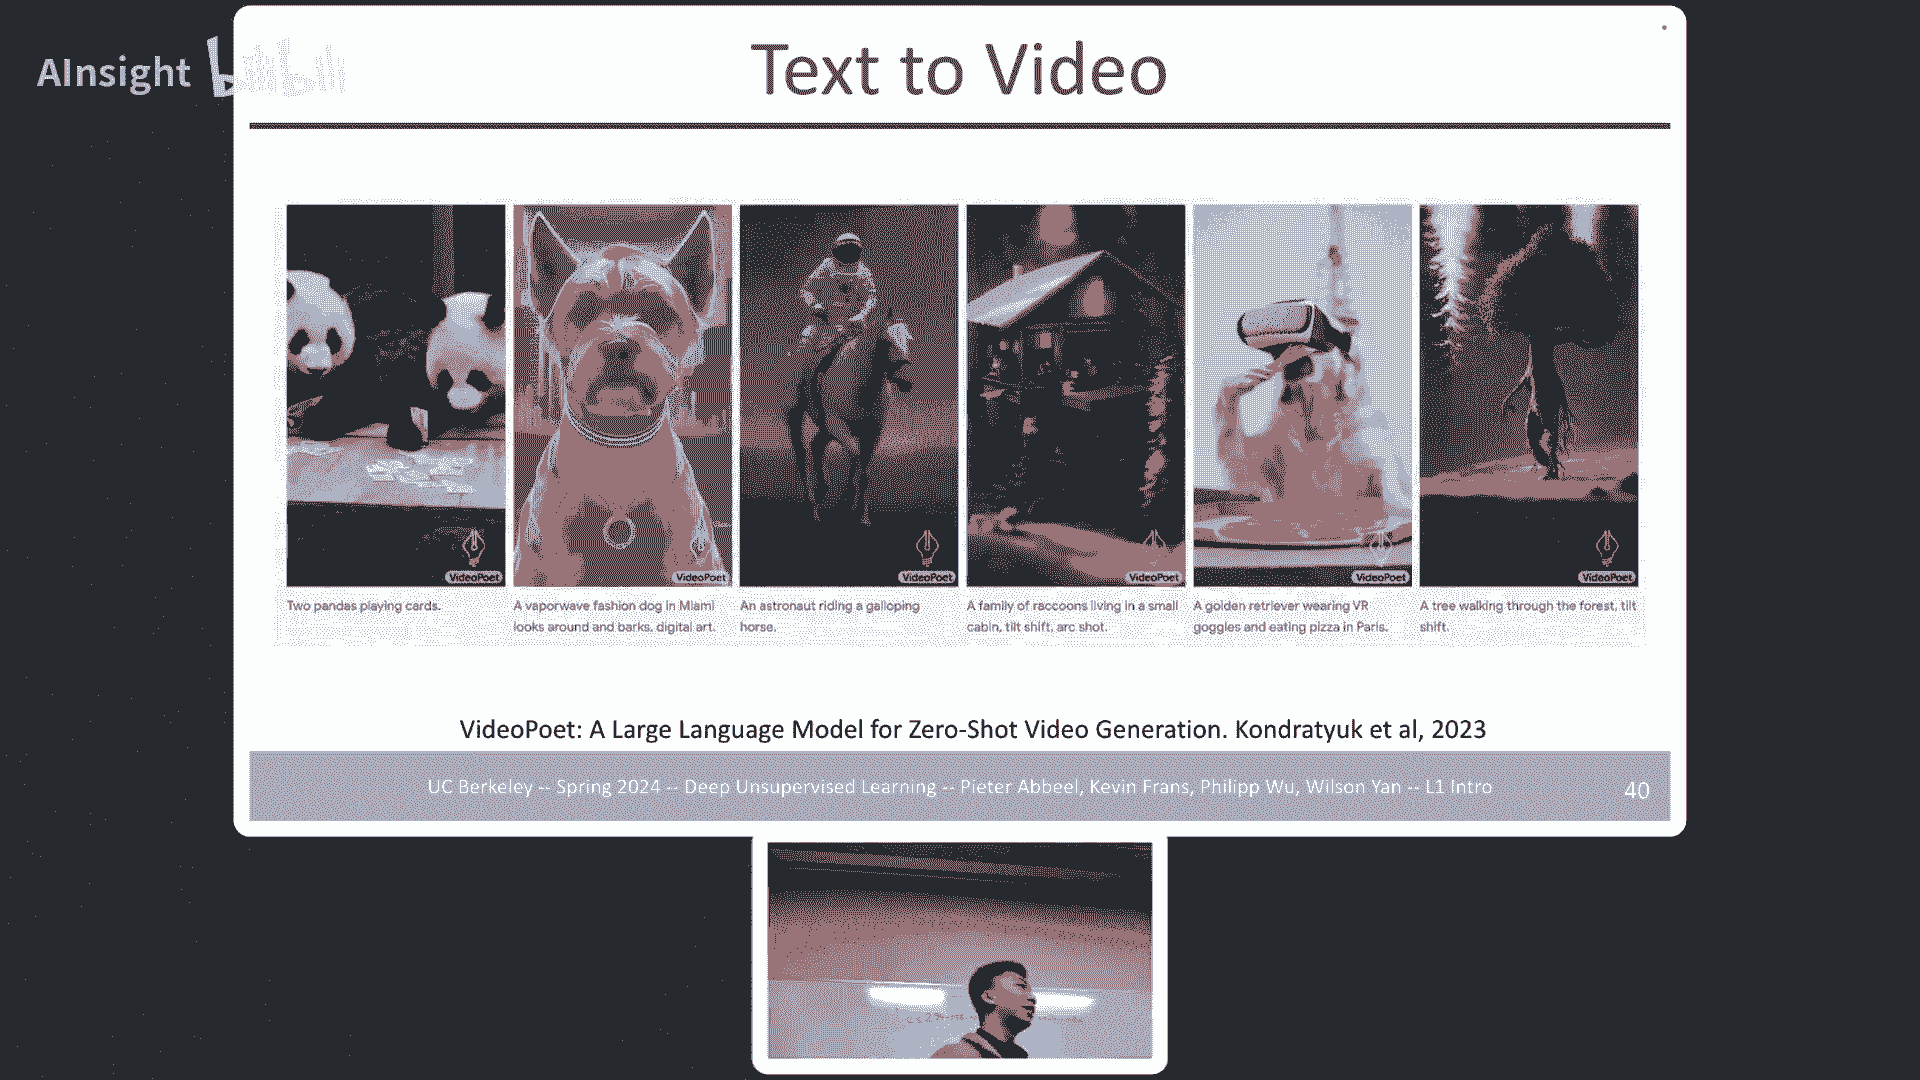 AInsight bilibili
Text to Video
VideoPoet
VideoPoet
VideoPoet
VideoPoet
VideoPoet
VideoPoet
Two pandas playing cards.
A vaporwave fashion dog in Miami
looks around and barks, digital art.
An astronaut riding a galloping
horse.
A family of raccoons living in a small
cabin, tilt shift, arc shot.
A golden retriever wearing VR
goggles and eating pizza in Paris.
A tree walking through the forest, tilt
shift.
VideoPoet: A Large Language Model for Zero-Shot Video Generation. Kondratyuk et al, 2023
UC Berkeley -- Spring 2024 -- Deep Unsupervised Learning -- Pieter Abbeel, Kevin Frans, Philipp Wu, Wilson Yan -- L1 Intro
40